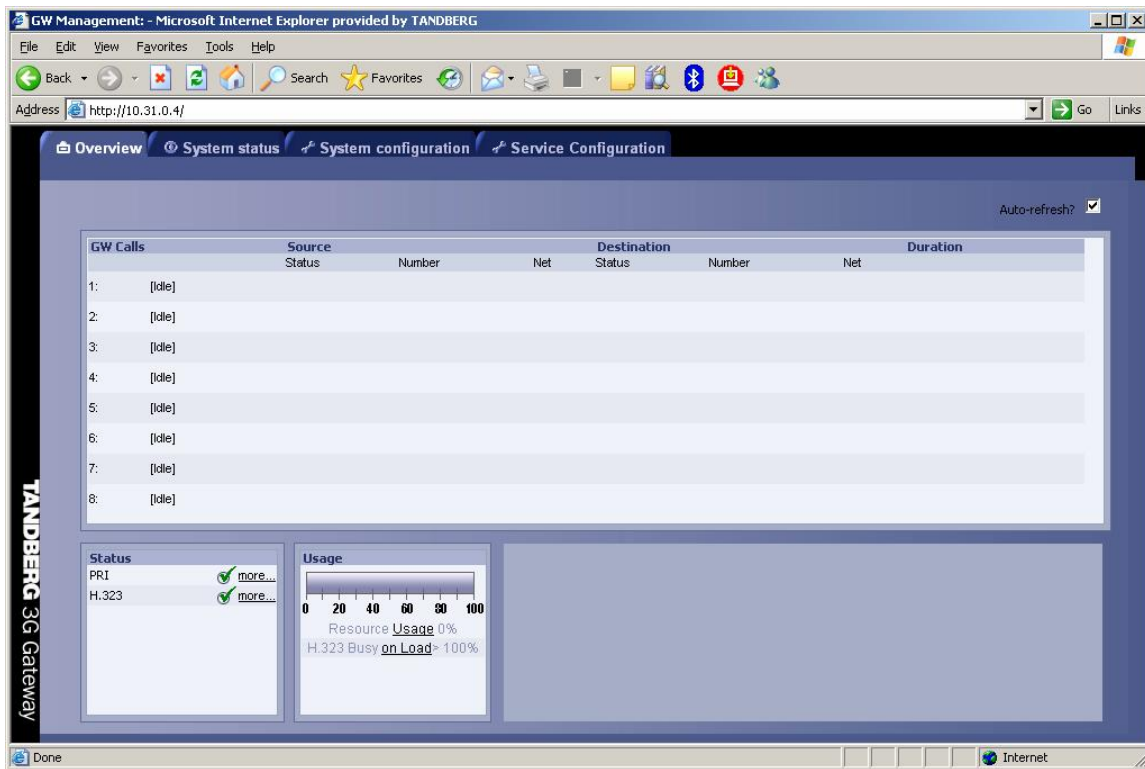 GW Management: - Microsoft Internet Explorer provided by TANDBERG
File Edit View Favorites Tools Help
Back Search Favorites
Address http://10.31.0.4/ Go Links
Overview System status System configuration Service Configuration
Auto-refresh?
GW Calls Source Destination Duration
Status Number Net Status Number Net
1: [Idle]
2: [Idle]
3: [Idle]
4: [Idle]
5: [Idle]
6: [Idle]
7: [Idle]
8: [Idle]
TANDBERG 3G Gateway
Status
PRI more...
H.323 more...
Usage
0 20 40 60 80 100
Resource Usage 0%
H.323 Busy on Load> 100%
Done Internet